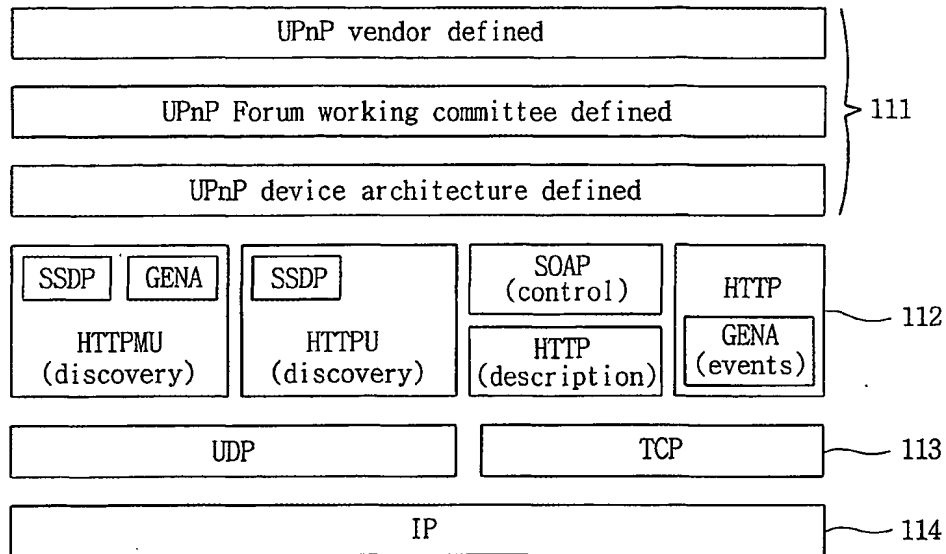 UPnP vendor defined
UPnP Forum working committee defined
UPnP device architecture defined
111
SSDP GENA
HTTPMU
(discovery)
SSDP
HTTPU
(discovery)
SOAP
(control)
HTTP
(description)
HTTP
GENA
(events)
112
UDP
TCP
113
IP
114